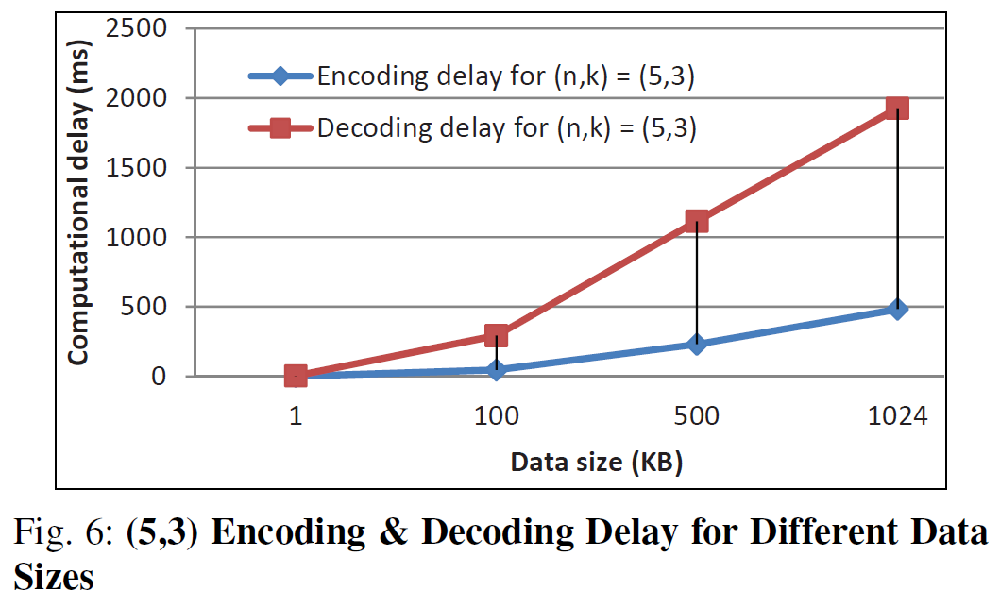 2500
2000
1500
1000
500
0
Computational delay (ms)
Encoding delay for (n,k) = (5,3)
Decoding delay for (n,k) = (5,3)
1 100 500 1024
Data size (KB)
Fig. 6: (5,3) Encoding & Decoding Delay for Different Data
Sizes